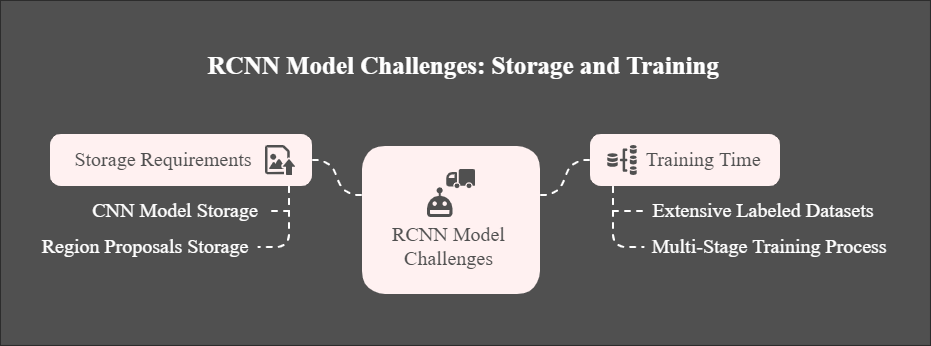 RCNN Model Challenges: Storage and Training
Storage Requirements
CNN Model Storage
Region Proposals Storage
RCNN Model
Challenges
Training Time
Extensive Labeled Datasets
Multi-Stage Training Process